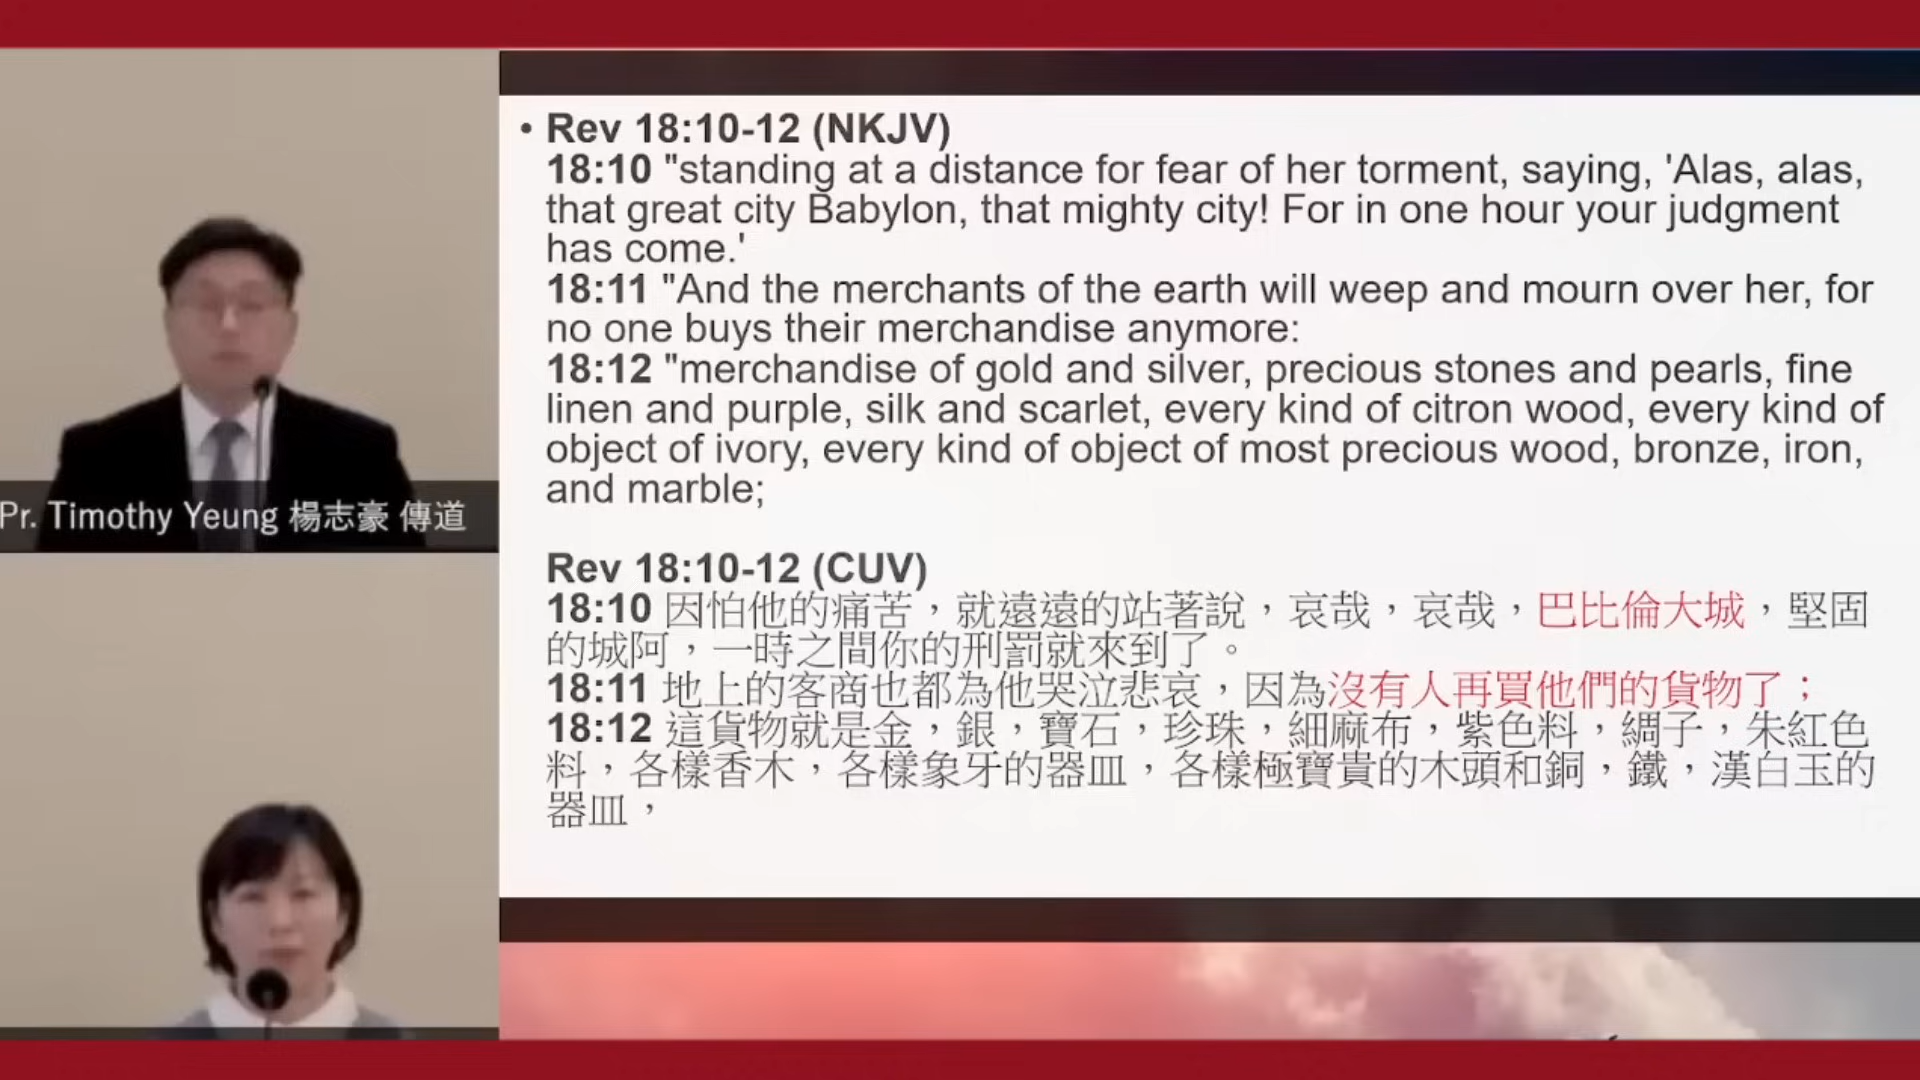 • Rev 18:10-12 (NKJV)
18:10 "standing at a distance for fear of her torment, saying, 'Alas, alas,
that great city Babylon, that mighty city! For in one hour your judgment
has come.'
18:11 "And the merchants of the earth will weep and mourn over her, for
no one buys their merchandise anymore:
18:12 "merchandise of gold and silver, precious stones and pearls, fine
linen and purple, silk and scarlet, every kind of citron wood, every kind of
object of ivory, every kind of object of most precious wood, bronze, iron,
and marble;
Rev 18:10-12 (CUV)
18:10 因怕他的痛苦，就遠遠的站著說，哀哉，哀哉，巴比倫大城，堅固
的城阿，一時之間你的刑罰就來到了。
18:11 地上的客商也都為他哭泣悲哀，因為沒有人再買他們的貨物了；
18:12 這貨物就是金，銀，寶石，珍珠，細麻布，紫色料，綢子，朱紅色
料，各樣香木，各樣象牙的器皿，各樣極寶貴的木頭和銅，鐵，漢白玉的
器皿，
Pr. Timothy Yeung 楊志豪 傳道